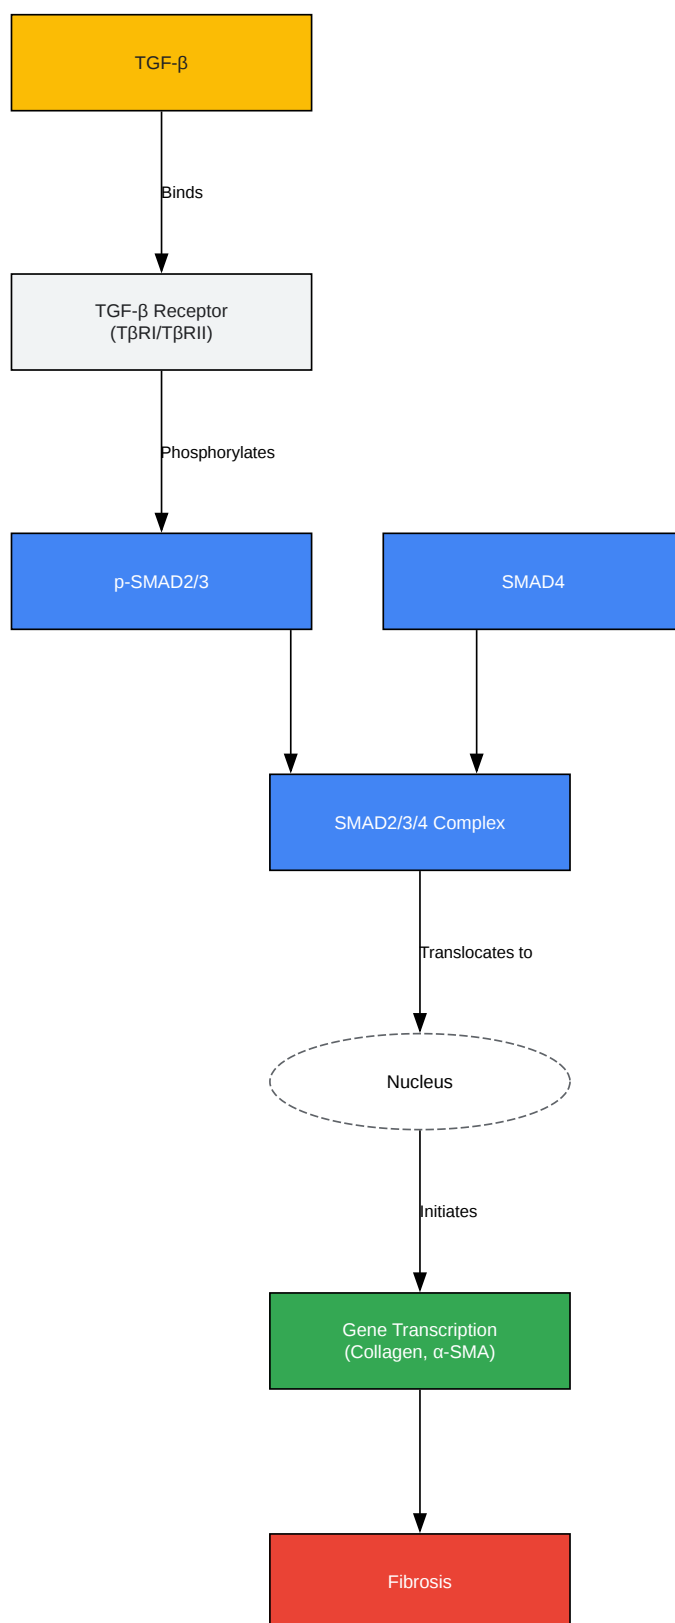 TGF-β
Binds
TGF-β Receptor
(TβRI/TβRII)
Phosphorylates
p-SMAD2/3
SMAD4
SMAD2/3/4 Complex
Translocates to
Nucleus
Initiates
Gene Transcription
(Collagen, α-SMA)
Fibrosis